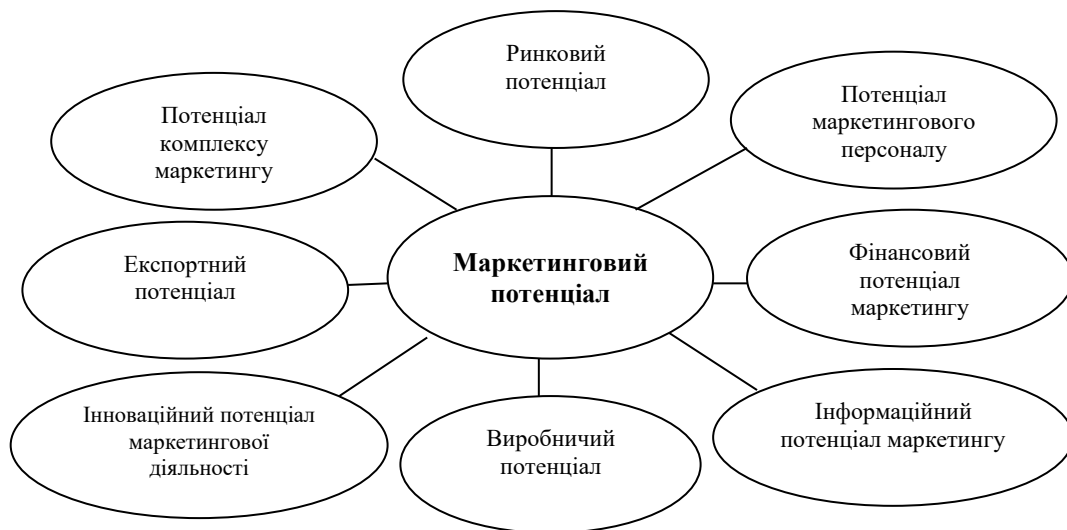 Ринковий
потенціал
Потенціал
комплексу
маркетингу
Потенціал
маркетингового
персоналу
Експортний
потенціал
Маркетинговий
потенціал
Фінансовий
потенціал
маркетингу
Інноваційний потенціал
маркетингової
діяльності
Виробничий
потенціал
Інформаційний
потенціал маркетингу